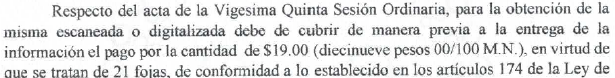 Respecto del acta de la Vigesima Quinta Sesión Ordinaria, para la obtención de la
misma escaneada o digitalizada debe de cubrir de manera previa a la entrega de la
información el pago por la cantidad de $19.00 (diecinueve pesos 00/100 M.N.), en virtud de
que se tratan de 21 fojas, de conformidad a lo establecido en los artículos 174 de la Ley de